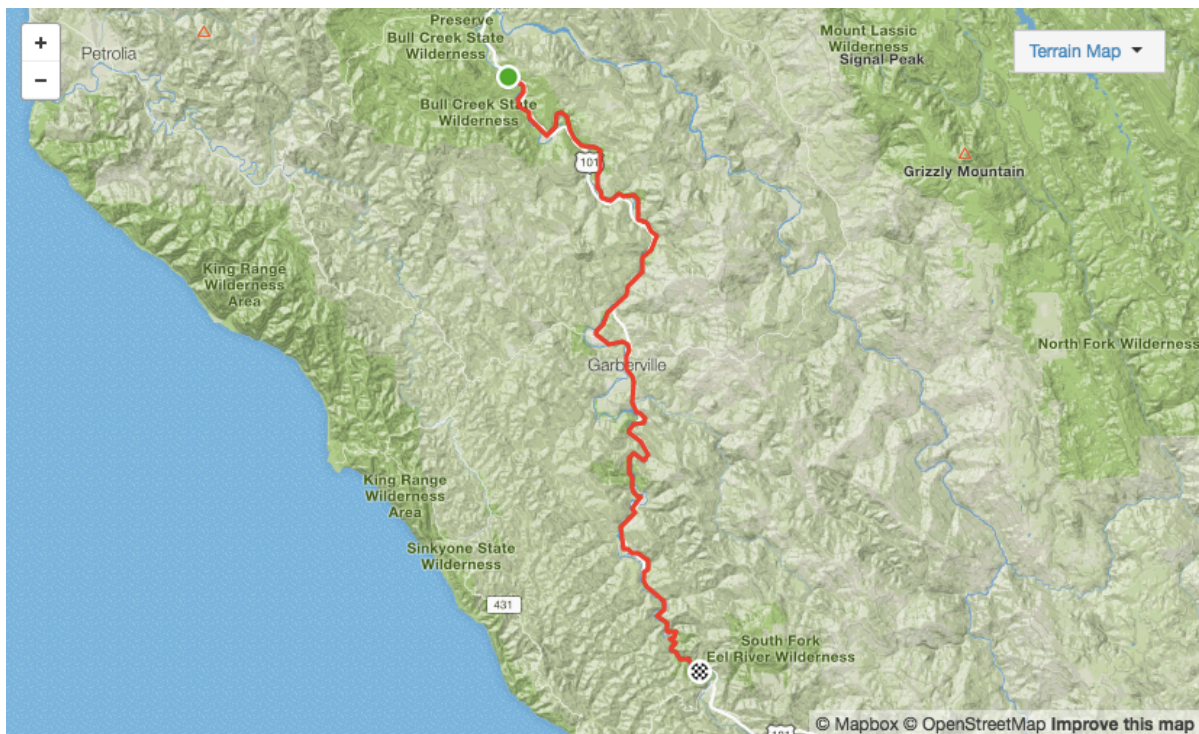 +
−
Petrolia
Preserve
Bull Creek State
Wilderness
Bull Creek State
Wilderness
Mount Lassic
Wilderness
Signal Peak
Terrain Map
101
Grizzly Mountain
King Range
Wilderness
Area
North Fork Wilderness
Garberville
King Range
Wilderness
Area
Sinkyone State
Wilderness
431
South Fork
Eel River Wilderness
101
© Mapbox © OpenStreetMap Improve this map